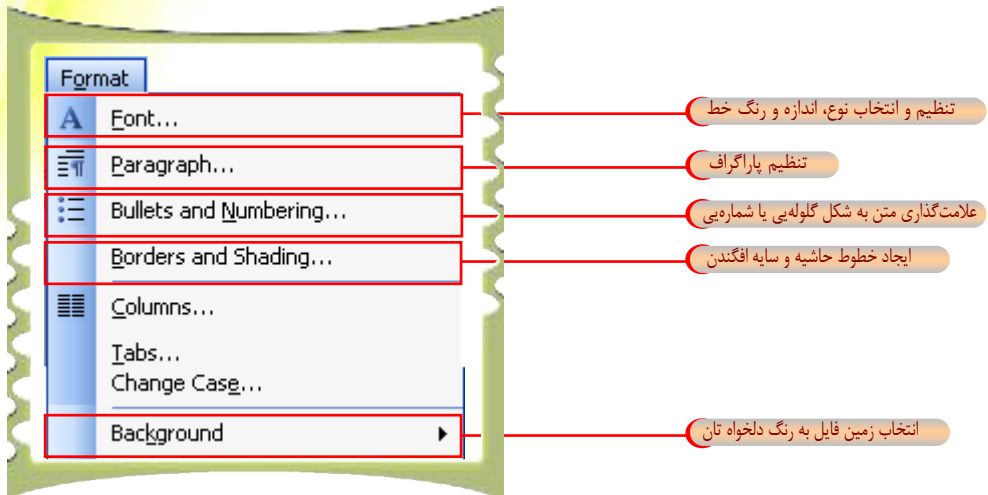 Format
Font...
تنظیم و انتخاب نوع، اندازه و رنگ خط
Paragraph...
تنظیم پاراگراف
Bullets and Numbering...
علامت‌گذاری متن به شکل گلوله‌یی یا شماره‌یی
Borders and Shading...
ایجاد خطوط حاشیه و سایه افگندن
Columns...
Tabs...
Change Case...
Background
انتخاب زمین فایل به رنگ دلخواه تان